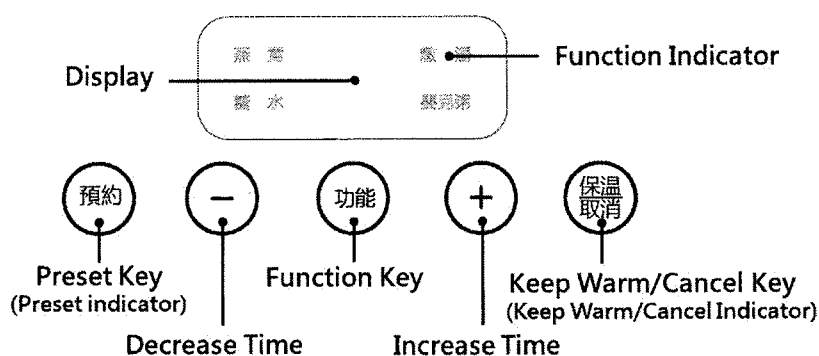 Display
Function Indicator
預約
−
功能
+
保溫
取消
Preset Key
(Preset indicator)
Function Key
Keep Warm/Cancel Key
(Keep Warm/Cancel Indicator)
Decrease Time
Increase Time